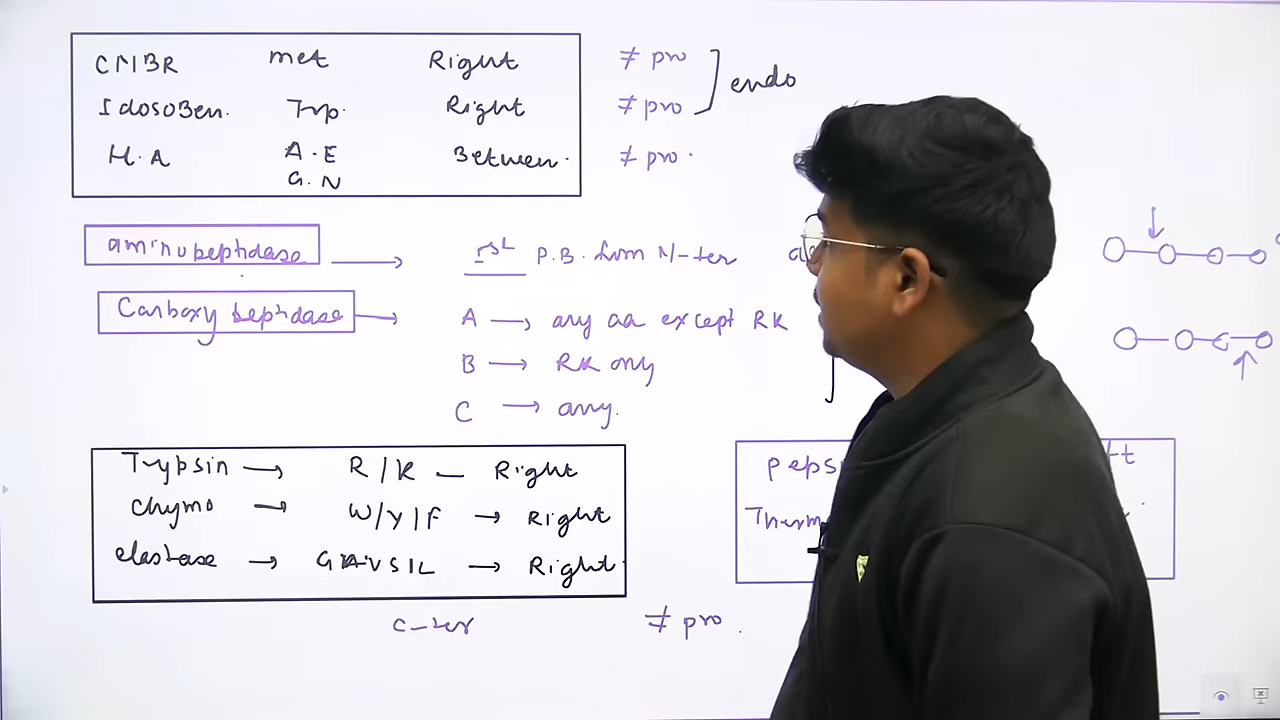 CNBR met Right ≠ pro
IdosoBen. Trp. Right ≠ pro
] endo
H.A A.E Between. ≠ pro.
G.N
aminopeptidase → 1st P.B. from N-ter
Carboxy peptidase → A → any aa except RK
B → RK only
C → any.
Trypsin → R/K — Right
chymo → W/Y/F → Right
elastase → GAVSIL → Right.
C-ter ≠ pro.